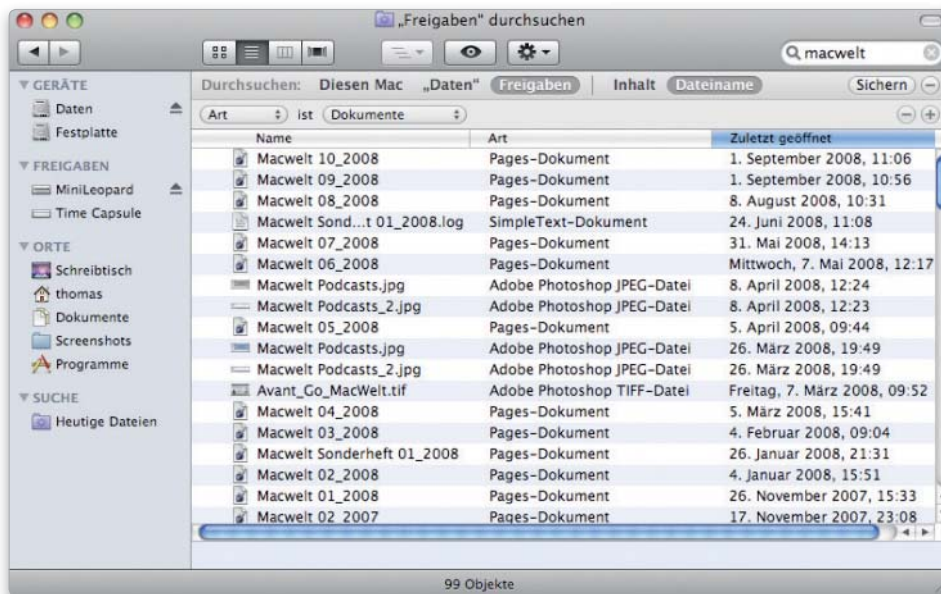 „Freigaben" durchsuchen
macwelt
GERÄTE
Daten
Festplatte
FREIGABEN
MiniLeopard
Time Capsule
ORTE
Schreibtisch
thomas
Dokumente
Screenshots
Programme
SUCHE
Heutige Dateien
Durchsuchen: Diesen Mac „Daten" Freigaben Inhalt Dateiname Sichern
Art ist Dokumente
Name Art Zuletzt geöffnet
Macwelt 10_2008 Pages-Dokument 1. September 2008, 11:06
Macwelt 09_2008 Pages-Dokument 1. September 2008, 10:56
Macwelt 08_2008 Pages-Dokument 8. August 2008, 10:31
Macwelt Sond...t 01_2008.log SimpleText-Dokument 24. Juni 2008, 11:08
Macwelt 07_2008 Pages-Dokument 31. Mai 2008, 14:13
Macwelt 06_2008 Pages-Dokument Mittwoch, 7. Mai 2008, 12:17
Macwelt Podcasts.jpg Adobe Photoshop JPEG-Datei 8. April 2008, 12:24
Macwelt Podcasts_2.jpg Adobe Photoshop JPEG-Datei 8. April 2008, 12:23
Macwelt 05_2008 Pages-Dokument 5. April 2008, 09:44
Macwelt Podcasts.jpg Adobe Photoshop JPEG-Datei 26. März 2008, 19:49
Macwelt Podcasts_2.jpg Adobe Photoshop JPEG-Datei 26. März 2008, 19:49
Avant_Go_MacWelt.tif Adobe Photoshop TIFF-Datei Freitag, 7. März 2008, 09:52
Macwelt 04_2008 Pages-Dokument 5. März 2008, 15:41
Macwelt 03_2008 Pages-Dokument 4. Februar 2008, 09:04
Macwelt Sonderheft 01_2008 Pages-Dokument 26. Januar 2008, 21:31
Macwelt 02_2008 Pages-Dokument 4. Januar 2008, 15:51
Macwelt 01_2008 Pages-Dokument 26. November 2007, 15:33
Macwelt 02 2007 Pages-Dokument 17. November 2007, 23:08
99 Objekte